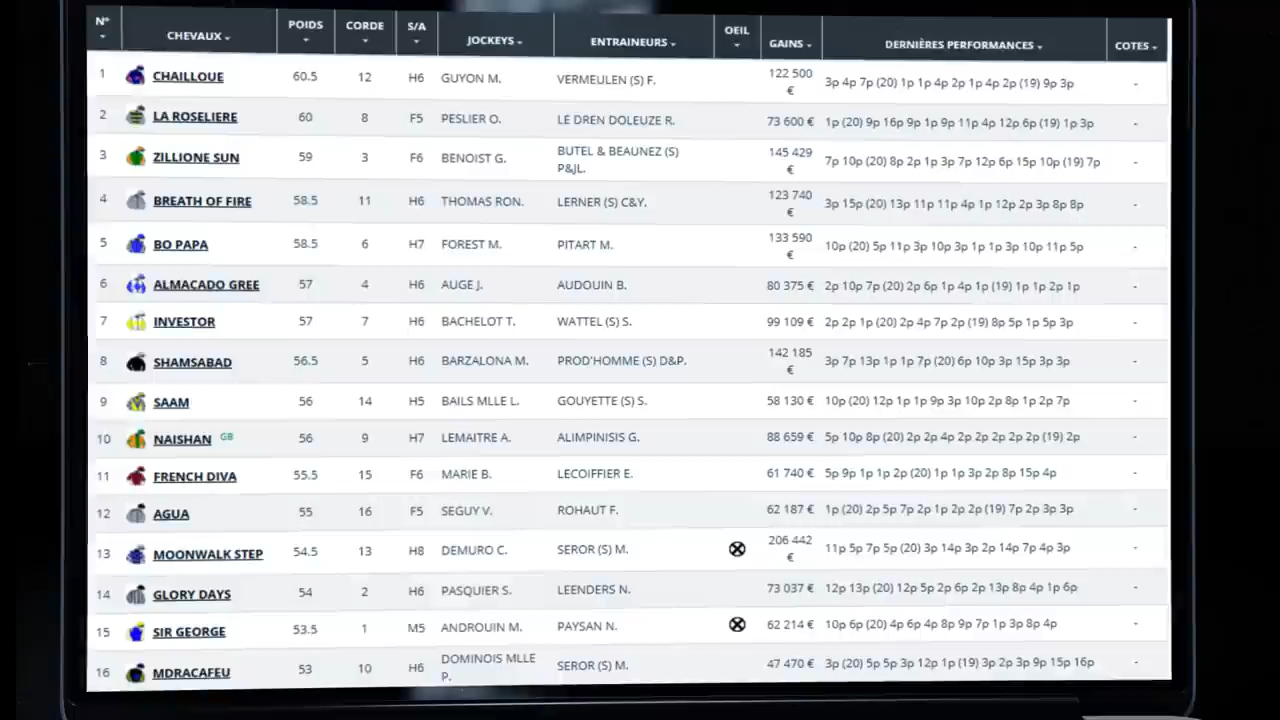 N° CHEVAUX POIDS CORDE S/A JOCKEYS ENTRAINEURS OEIL GAINS DERNIÈRES PERFORMANCES COTES
1 CHAILLOUE 60.5 12 H6 GUYON M. VERMEULEN (S) F. 122 500 € 3p 4p 7p (20) 1p 1p 4p 2p 1p 4p 2p (19) 9p 3p -
2 LA ROSELIERE 60 8 F5 PESLIER O. LE DREN DOLEUZE R. 73 600 € 1p (20) 9p 16p 9p 1p 9p 11p 4p 12p 6p (19) 1p 3p -
3 ZILLIONE SUN 59 3 F6 BENOIST G. BUTEL & BEAUNEZ (S) P&JL. 145 429 € 7p 10p (20) 8p 2p 1p 3p 7p 12p 6p 15p 10p (19) 7p -
4 BREATH OF FIRE 58.5 11 H6 THOMAS RON. LERNER (S) C&Y. 123 740 € 3p 15p (20) 13p 11p 11p 4p 1p 12p 2p 3p 8p 8p -
5 BO PAPA 58.5 6 H7 FOREST M. PITART M. 133 590 € 10p (20) 5p 11p 3p 10p 3p 1p 1p 3p 10p 11p 5p -
6 ALMACADO GREE 57 4 H6 AUGE J. AUDOUIN B. 80 375 € 2p 10p 7p (20) 2p 6p 1p 4p 1p (19) 1p 1p 2p 1p -
7 INVESTOR 57 7 H6 BACHELOT T. WATTEL (S) S. 99 109 € 2p 2p 1p (20) 2p 4p 7p 2p (19) 8p 5p 1p 5p 3p -
8 SHAMSABAD 56.5 5 H6 BARZALONA M. PROD'HOMME (S) D&P. 142 185 € 3p 7p 13p 1p 1p 7p (20) 6p 10p 3p 15p 3p 3p -
9 SAAM 56 14 H5 BAILS MLLE L. GOUYETTE (S) S. 58 130 € 10p (20) 12p 1p 1p 9p 3p 10p 2p 8p 1p 2p 7p -
10 NAISHAN GB 56 9 H7 LEMAITRE A. ALIMPINISIS G. 88 659 € 5p 10p 8p (20) 2p 2p 4p 2p 2p 2p 2p 2p (19) 2p -
11 FRENCH DIVA 55.5 15 F6 MARIE B. LECOIFFIER E. 61 740 € 5p 9p 1p 1p 2p (20) 1p 1p 3p 2p 8p 15p 4p -
12 AGUA 55 16 F5 SEGUY V. ROHAUT F. 62 187 € 1p (20) 2p 5p 7p 2p 1p 2p 2p (19) 7p 2p 3p 3p -
13 MOONWALK STEP 54.5 13 H8 DEMURO C. SEROR (S) M. 206 442 € 11p 5p 7p 5p (20) 3p 14p 3p 2p 14p 7p 4p 3p -
14 GLORY DAYS 54 2 H6 PASQUIER S. LEENDERS N. 73 037 € 12p 13p (20) 12p 5p 2p 6p 2p 13p 8p 4p 1p 6p -
15 SIR GEORGE 53.5 1 M5 ANDROUIN M. PAYSAN N. 62 214 € 10p 6p (20) 4p 6p 4p 8p 9p 7p 1p 3p 8p 4p -
16 MDRACAFEU 53 10 H6 DOMINOIS MLLE P. SEROR (S) M. 47 470 € 3p (20) 5p 5p 3p 12p 1p (19) 3p 2p 3p 9p 15p 16p -